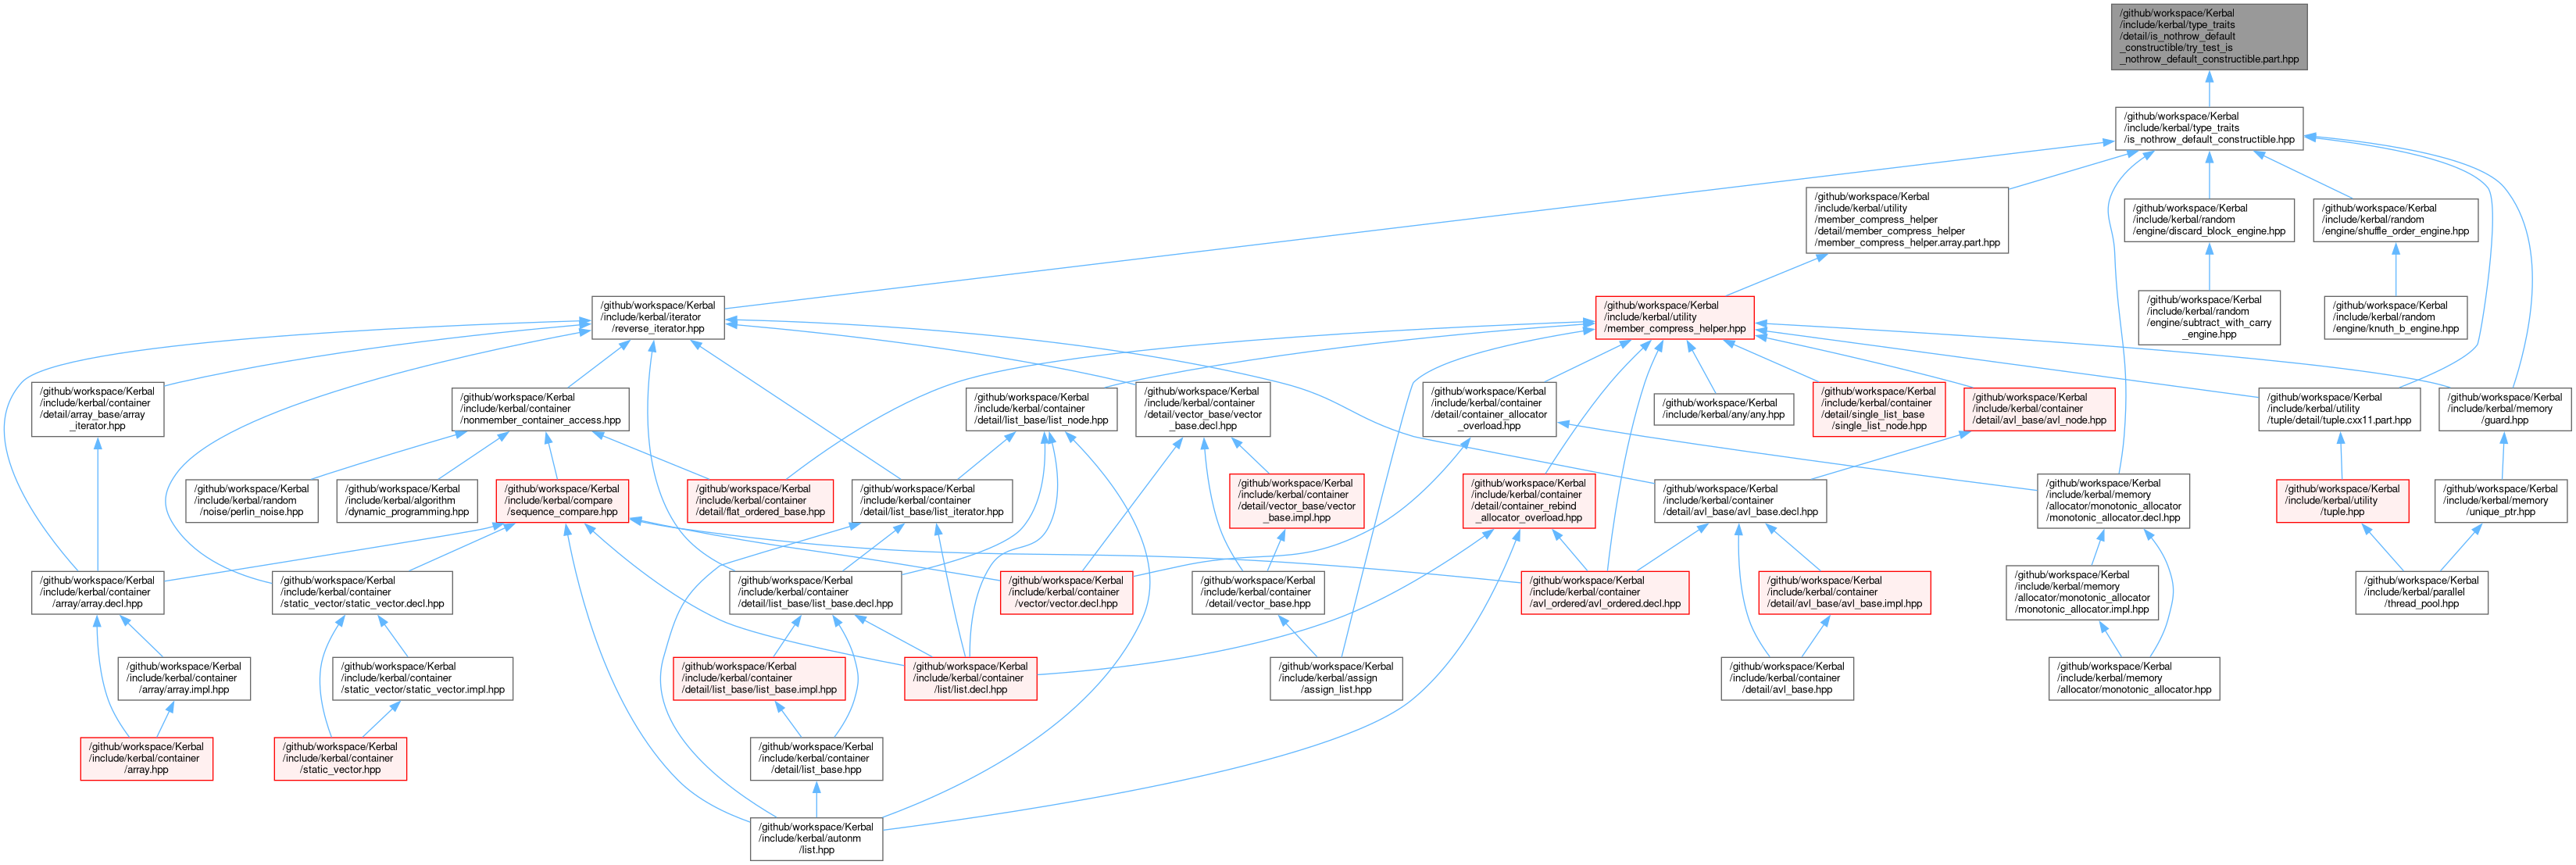 /github/workspace/Kerbal
/include/kerbal/type_traits
/detail/is_nothrow_default
_constructible/try_test_is
_nothrow_default_constructible.part.hpp
/github/workspace/Kerbal
/include/kerbal/type_traits
/is_nothrow_default_constructible.hpp
/github/workspace/Kerbal
/include/kerbal/utility
/member_compress_helper
/detail/member_compress_helper
/member_compress_helper.array.part.hpp
/github/workspace/Kerbal
/include/kerbal/random
/engine/discard_block_engine.hpp
/github/workspace/Kerbal
/include/kerbal/random
/engine/shuffle_order_engine.hpp
/github/workspace/Kerbal
/include/kerbal/iterator
/reverse_iterator.hpp
/github/workspace/Kerbal
/include/kerbal/utility
/member_compress_helper.hpp
/github/workspace/Kerbal
/include/kerbal/random
/engine/subtract_with_carry
_engine.hpp
/github/workspace/Kerbal
/include/kerbal/random
/engine/knuth_b_engine.hpp
/github/workspace/Kerbal
/include/kerbal/container
/detail/array_base/array
_iterator.hpp
/github/workspace/Kerbal
/include/kerbal/container
/nonmember_container_access.hpp
/github/workspace/Kerbal
/include/kerbal/container
/detail/list_base/list_node.hpp
/github/workspace/Kerbal
/include/kerbal/container
/detail/vector_base/vector
_base.decl.hpp
/github/workspace/Kerbal
/include/kerbal/container
/detail/container_allocator
_overload.hpp
/github/workspace/Kerbal
/include/kerbal/any/any.hpp
/github/workspace/Kerbal
/include/kerbal/container
/detail/single_list_base
/single_list_node.hpp
/github/workspace/Kerbal
/include/kerbal/container
/detail/avl_base/avl_node.hpp
/github/workspace/Kerbal
/include/kerbal/utility
/tuple/detail/tuple.cxx11.part.hpp
/github/workspace/Kerbal
/include/kerbal/memory
/guard.hpp
/github/workspace/Kerbal
/include/kerbal/random
/noise/perlin_noise.hpp
/github/workspace/Kerbal
/include/kerbal/algorithm
/dynamic_programming.hpp
/github/workspace/Kerbal
/include/kerbal/compare
/sequence_compare.hpp
/github/workspace/Kerbal
/include/kerbal/container
/detail/flat_ordered_base.hpp
/github/workspace/Kerbal
/include/kerbal/container
/detail/list_base/list_iterator.hpp
/github/workspace/Kerbal
/include/kerbal/container
/detail/vector_base/vector
_base.impl.hpp
/github/workspace/Kerbal
/include/kerbal/container
/detail/container_rebind
_allocator_overload.hpp
/github/workspace/Kerbal
/include/kerbal/container
/detail/avl_base/avl_base.decl.hpp
/github/workspace/Kerbal
/include/kerbal/memory
/allocator/monotonic_allocator
/monotonic_allocator.decl.hpp
/github/workspace/Kerbal
/include/kerbal/utility
/tuple.hpp
/github/workspace/Kerbal
/include/kerbal/memory
/unique_ptr.hpp
/github/workspace/Kerbal
/include/kerbal/container
/array/array.decl.hpp
/github/workspace/Kerbal
/include/kerbal/container
/static_vector/static_vector.decl.hpp
/github/workspace/Kerbal
/include/kerbal/container
/detail/list_base/list_base.decl.hpp
/github/workspace/Kerbal
/include/kerbal/container
/vector/vector.decl.hpp
/github/workspace/Kerbal
/include/kerbal/container
/detail/vector_base.hpp
/github/workspace/Kerbal
/include/kerbal/container
/avl_ordered/avl_ordered.decl.hpp
/github/workspace/Kerbal
/include/kerbal/container
/detail/avl_base/avl_base.impl.hpp
/github/workspace/Kerbal
/include/kerbal/memory
/allocator/monotonic_allocator
/monotonic_allocator.impl.hpp
/github/workspace/Kerbal
/include/kerbal/parallel
/thread_pool.hpp
/github/workspace/Kerbal
/include/kerbal/container
/array/array.impl.hpp
/github/workspace/Kerbal
/include/kerbal/container
/static_vector/static_vector.impl.hpp
/github/workspace/Kerbal
/include/kerbal/container
/detail/list_base/list_base.impl.hpp
/github/workspace/Kerbal
/include/kerbal/container
/list/list.decl.hpp
/github/workspace/Kerbal
/include/kerbal/assign
/assign_list.hpp
/github/workspace/Kerbal
/include/kerbal/container
/detail/avl_base.hpp
/github/workspace/Kerbal
/include/kerbal/memory
/allocator/monotonic_allocator.hpp
/github/workspace/Kerbal
/include/kerbal/container
/array.hpp
/github/workspace/Kerbal
/include/kerbal/container
/static_vector.hpp
/github/workspace/Kerbal
/include/kerbal/container
/detail/list_base.hpp
/github/workspace/Kerbal
/include/kerbal/autonm
/list.hpp